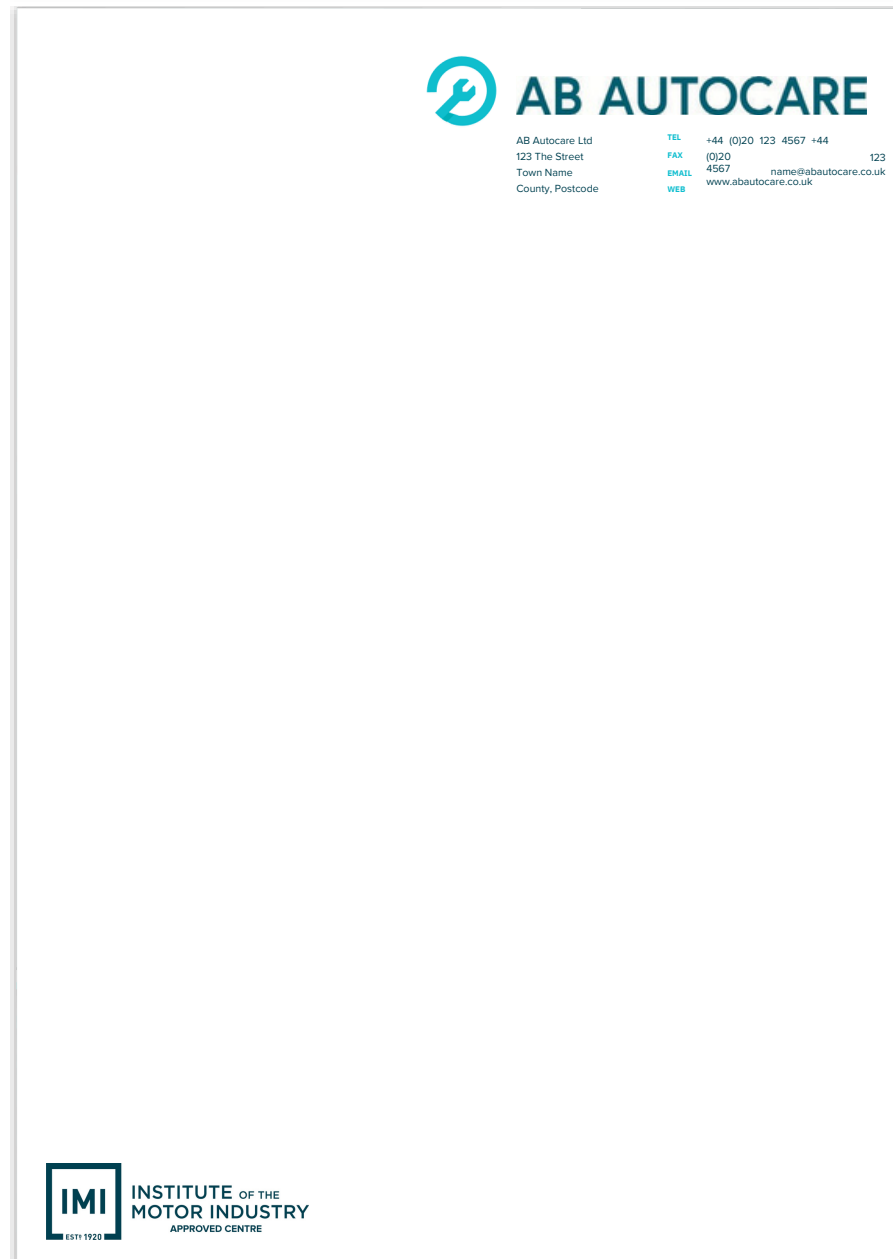 AB AUTOCARE
AB Autocare Ltd
123 The Street
Town Name
County, Postcode
TEL
FAX
EMAIL
WEB
+44 (0)20 123 4567 +44
(0)20 123
4567 name@abautocare.co.uk
www.abautocare.co.uk
IMI
ESTD 1920
INSTITUTE OF THE
MOTOR INDUSTRY
APPROVED CENTRE